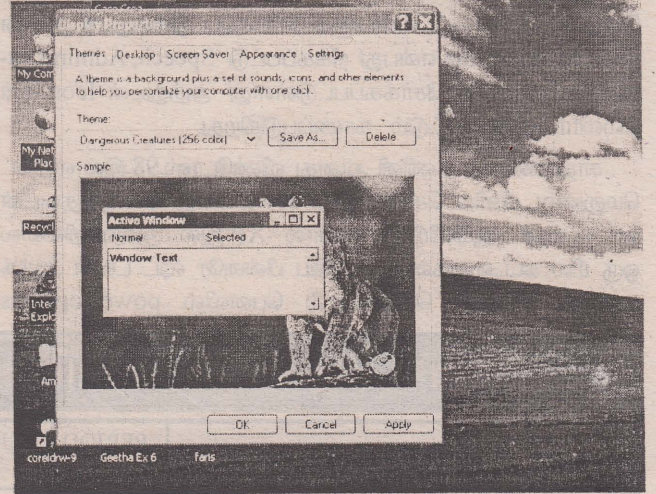 Display Properties
Themes Desktop Screen Saver Appearance Settings
A theme is a background plus a set of sounds, icons, and other elements
to help you personalize your computer with one click.
Theme:
Dangerous Creatures (256 color) Save As... Delete
Sample
Active Window
Normal Selected
Window Text
OK Cancel Apply
My Com
My Net
Plac
Recycl
Inter
Explo
Am
coreldrw-9 Geetha Ex 6 faris